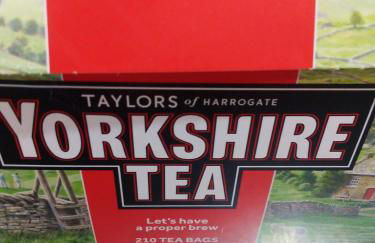 TAYLORS of HARROGATE
YORKSHIRE
TEA
Let's have
a proper brew
210 TEA BAGS